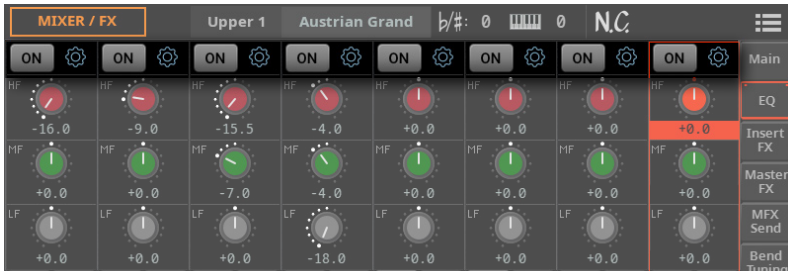 MIXER / FX Upper 1 Austrian Grand b/#: 0 0 N.C.
ON ON ON ON ON ON ON ON Main
HF HF HF HF HF HF HF HF EQ
-16.0 -9.0 -15.5 -4.0 +0.0 +0.0 +0.0 +0.0
Insert
FX
MF MF MF MF MF MF MF MF
+0.0 +0.0 -7.0 -4.0 +0.0 +0.0 +0.0 +0.0
Master
FX
LF LF LF LF LF LF LF LF
MFX
Send
+0.0 +0.0 +0.0 -18.0 +0.0 +0.0 +0.0 +0.0
Bend
Tuning